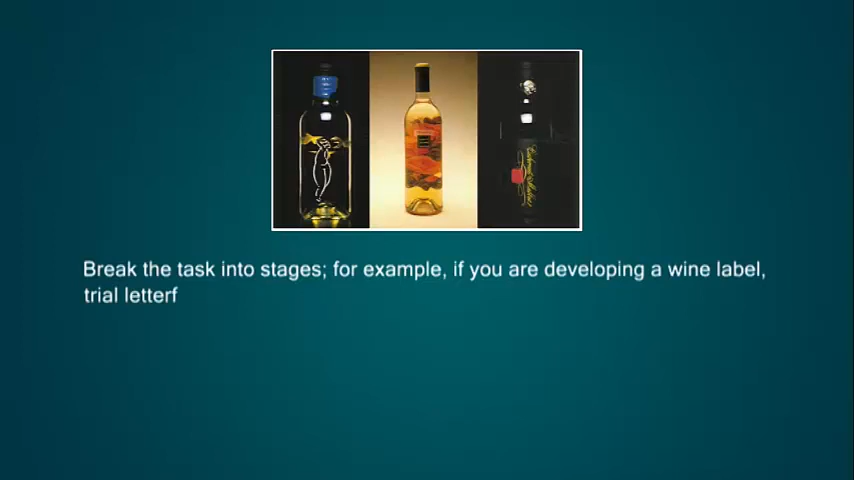 Break the task into stages; for example, if you are developing a wine label,
trial letterf